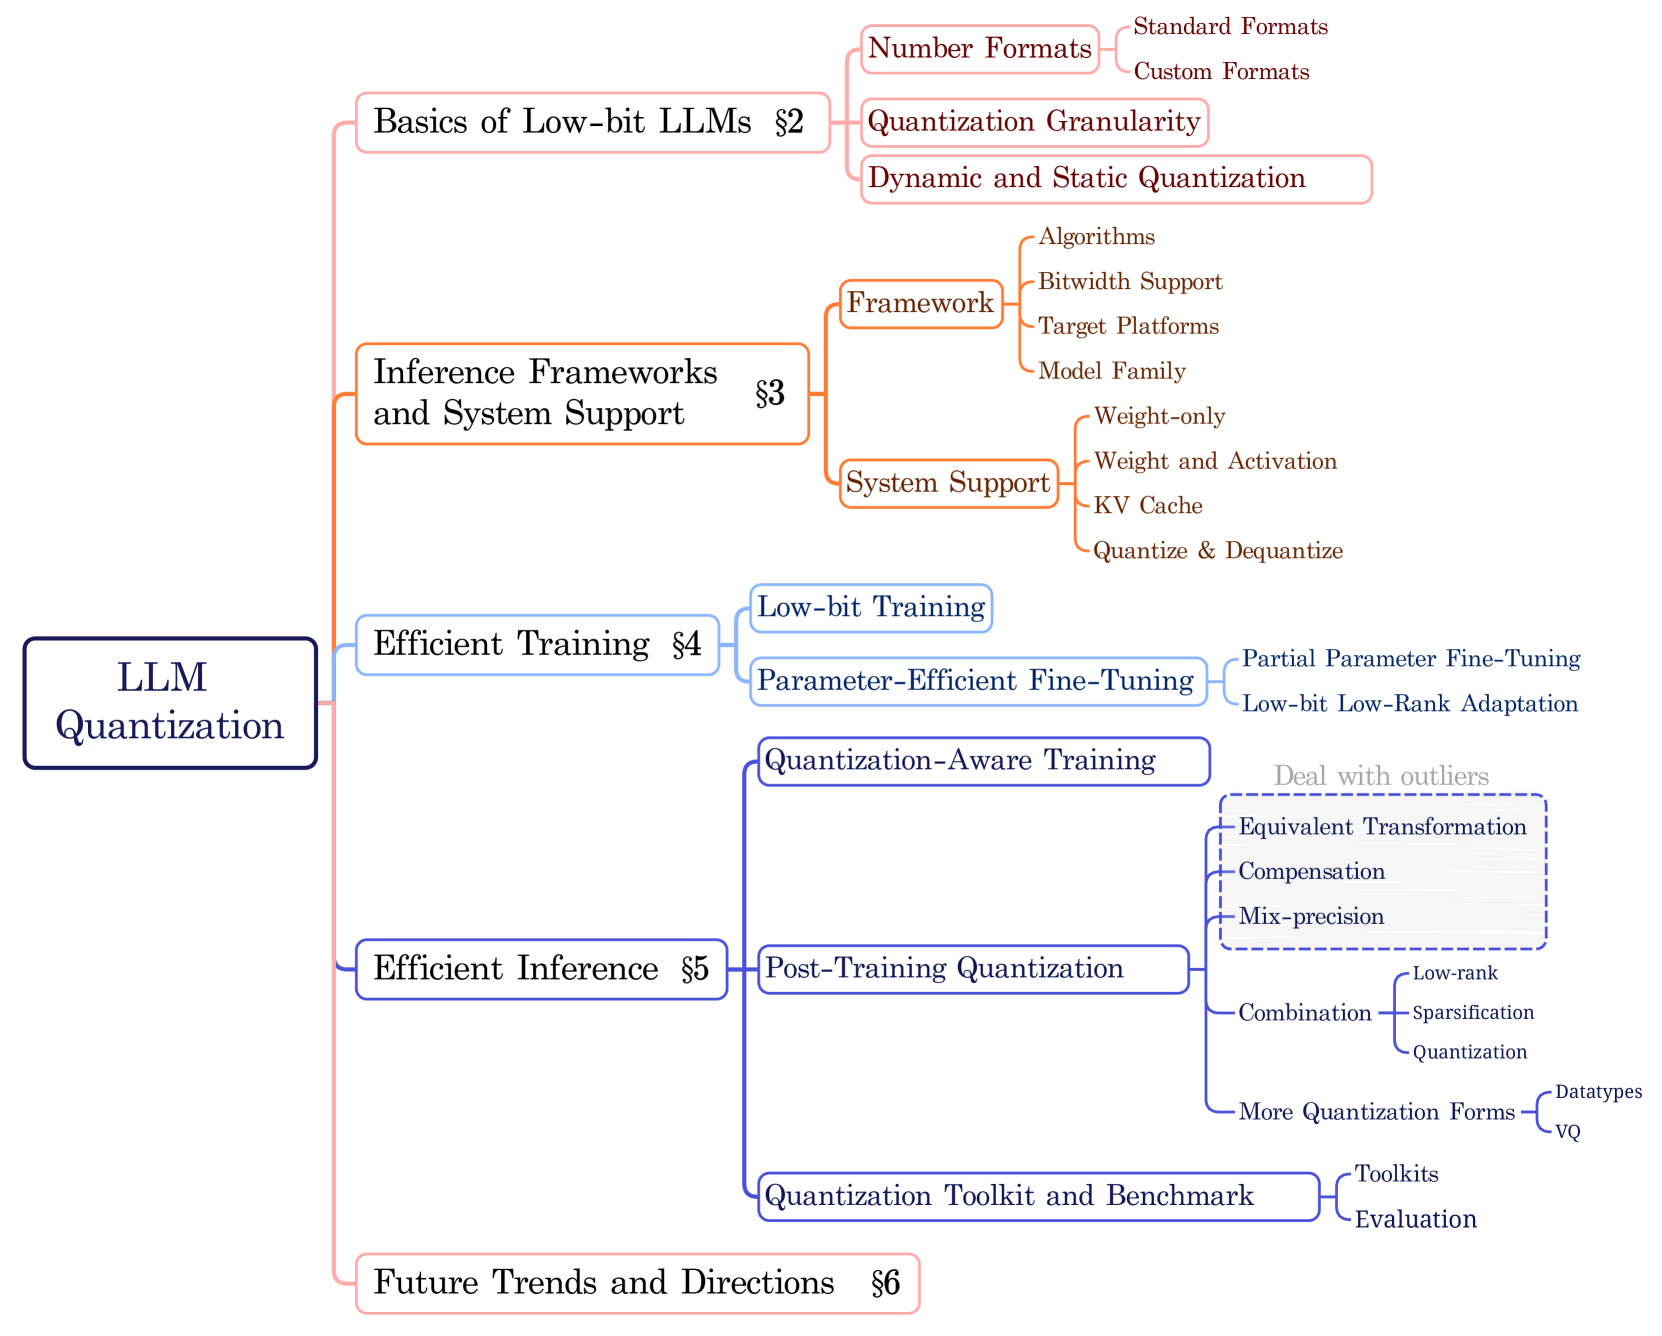 LLM
Quantization
Basics of Low-bit LLMs §2
Number Formats
Standard Formats
Custom Formats
Quantization Granularity
Dynamic and Static Quantization
Inference Frameworks
and System Support
§3
Framework
Algorithms
Bitwidth Support
Target Platforms
Model Family
System Support
Weight-only
Weight and Activation
KV Cache
Quantize & Dequantize
Efficient Training §4
Low-bit Training
Parameter-Efficient Fine-Tuning
Partial Parameter Fine-Tuning
Low-bit Low-Rank Adaptation
Efficient Inference §5
Quantization-Aware Training
Post-Training Quantization
Deal with outliers
Equivalent Transformation
Compensation
Mix-precision
Combination
Low-rank
Sparsification
Quantization
More Quantization Forms
Datatypes
VQ
Quantization Toolkit and Benchmark
Toolkits
Evaluation
Future Trends and Directions §6